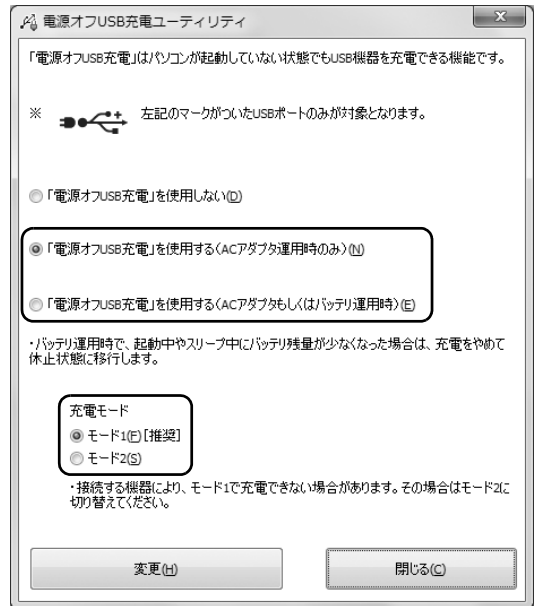 電源オフUSB充電ユーティリティ
「電源オフUSB充電」はパソコンが起動していない状態でもUSB機器を充電できる機能です。
※ 左記のマークがついたUSBポートのみが対象となります。
「電源オフUSB充電」を使用しない(D)
「電源オフUSB充電」を使用する(ACアダプタ運用時のみ)(N)
「電源オフUSB充電」を使用する(ACアダプタもしくはバッテリ運用時)(E)
・バッテリ運用時で、起動中やスリープ中にバッテリ残量が少なくなった場合は、充電をやめて
休止状態に移行します。
充電モード
モード1(F)[推奨]
モード2(S)
・接続する機器により、モード1で充電できない場合があります。その場合はモード2に
切り替えてください。
変更(H) 閉じる(C)